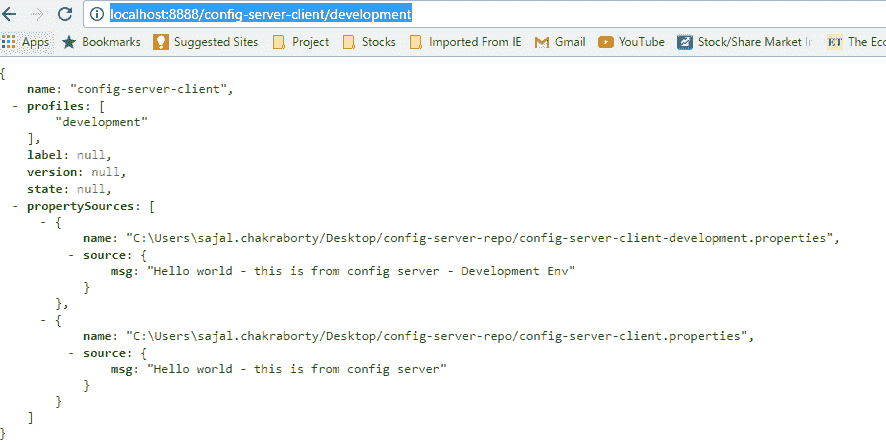 localhost:8888/config-server-client/development
Apps Bookmarks Suggested Sites Project Stocks Imported From IE Gmail YouTube Stock/Share Market In ET The Eco
{
name: "config-server-client",
- profiles: [
"development"
],
label: null,
version: null,
state: null,
- propertySources: [
- {
name: "C:\Users\sajal.chakraborty/Desktop/config-server-repo/config-server-client-development.properties",
- source: {
msg: "Hello world - this is from config server - Development Env"
}
},
- {
name: "C:\Users\sajal.chakraborty/Desktop/config-server-repo/config-server-client.properties",
- source: {
msg: "Hello world - this is from config server"
}
}
]
}